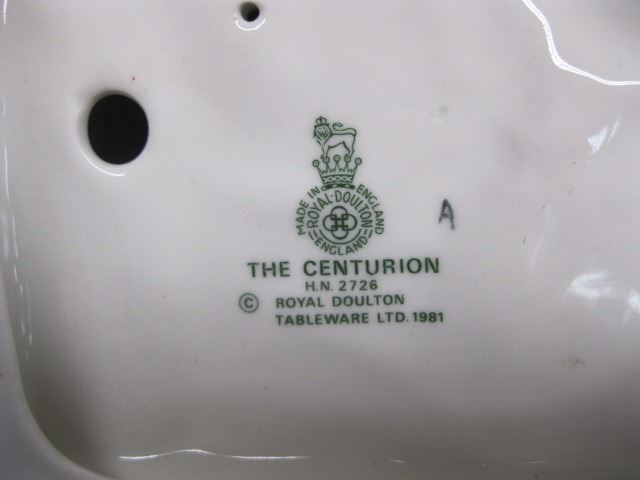 MADE IN ENGLAND
ROYAL-DOULTON
ENGLAND
A
THE CENTURION
H.N. 2726
© ROYAL DOULTON
TABLEWARE LTD. 1981